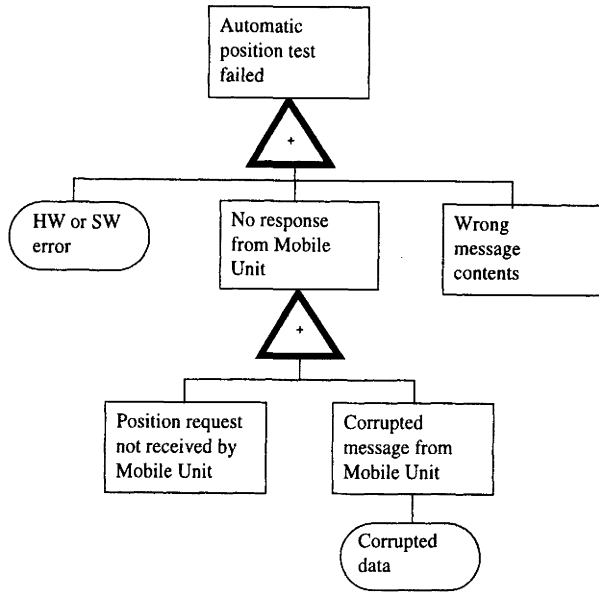 Automatic
position test
failed
+
HW or SW
error
No response
from Mobile
Unit
Wrong
message
contents
+
Position request
not received by
Mobile Unit
Corrupted
message from
Mobile Unit
Corrupted
data